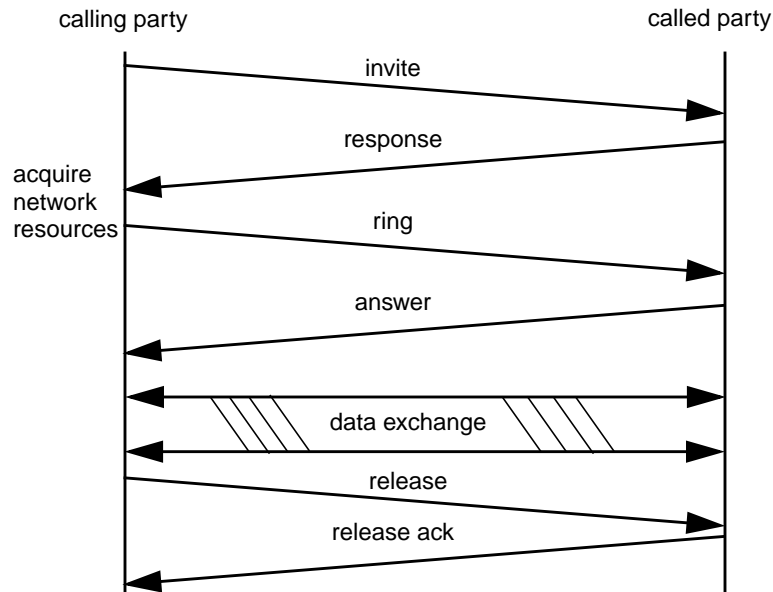 calling party
called party
invite
response
acquire
network
resources
ring
answer
data exchange
release
release ack